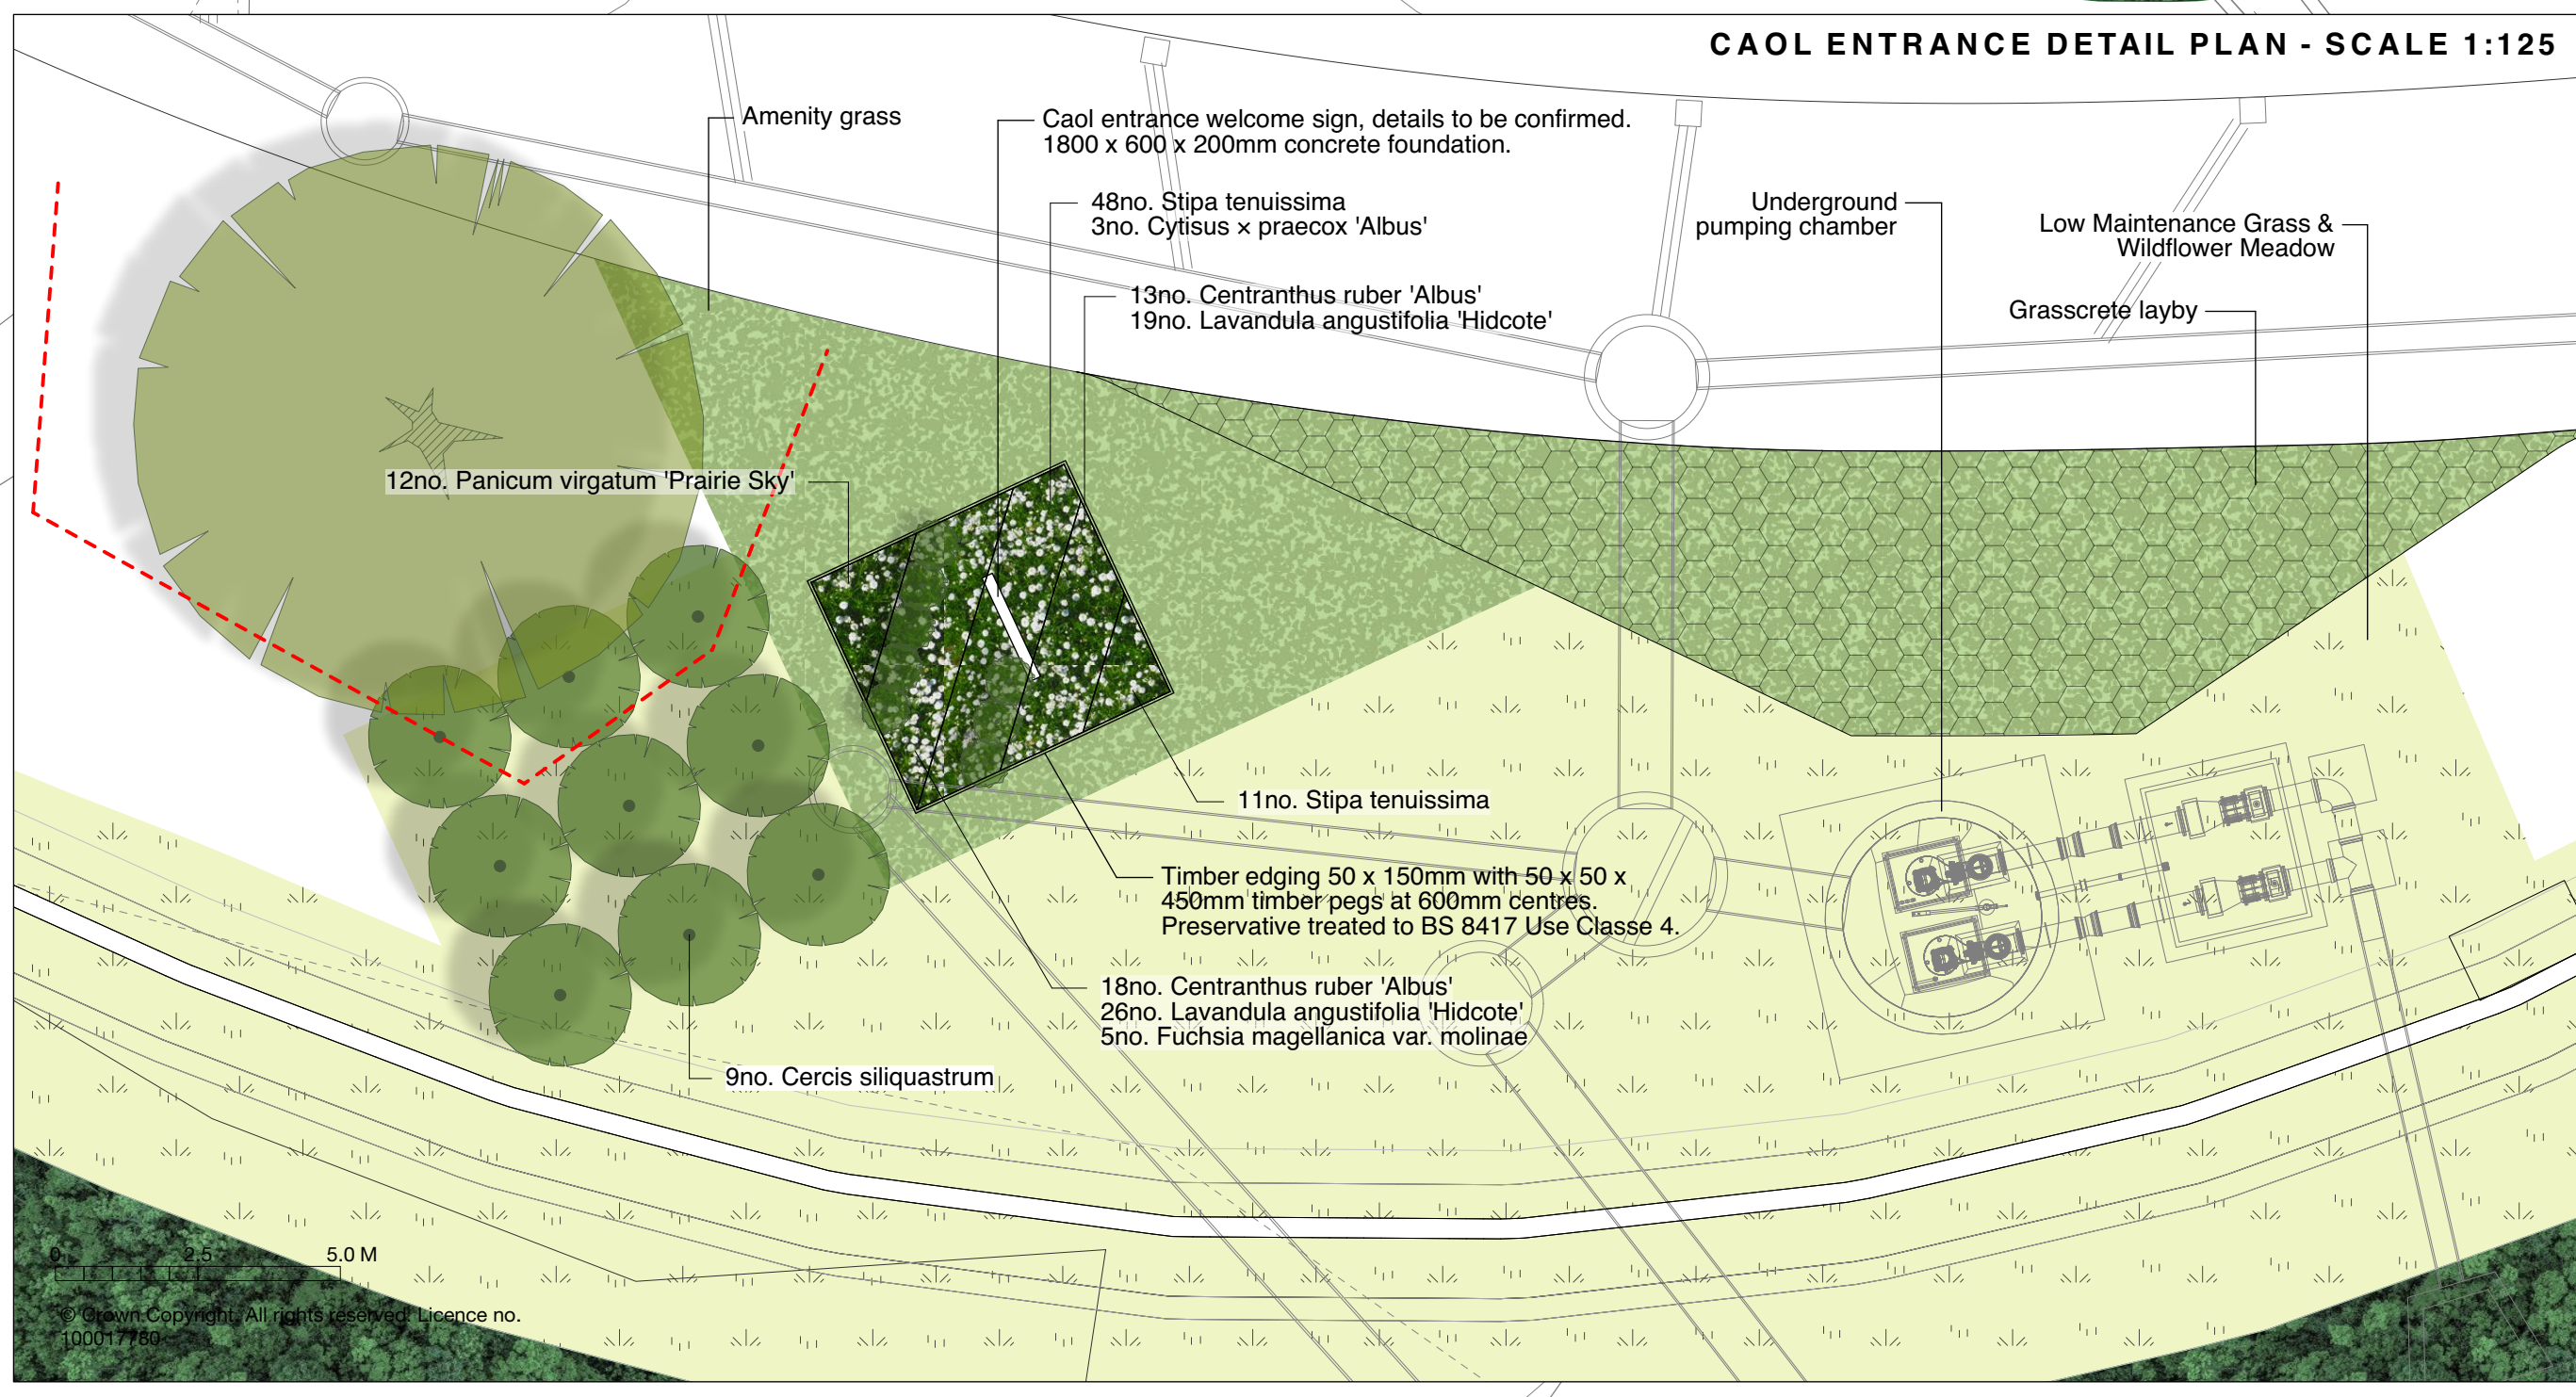 CAOL ENTRANCE DETAIL PLAN - SCALE 1:125
Amenity grass
Caol entrance welcome sign, details to be confirmed.
1800 x 600 x 200mm concrete foundation.
48no. Stipa tenuissima
3no. Cytisus × praecox 'Albus'
13no. Centranthus ruber 'Albus'
19no. Lavandula angustifolia 'Hidcote'
Underground
pumping chamber
Low Maintenance Grass &
Wildflower Meadow
Grasscrete layby
12no. Panicum virgatum 'Prairie Sky'
11no. Stipa tenuissima
Timber edging 50 x 150mm with 50 x 50 x
450mm timber pegs at 600mm centres.
Preservative treated to BS 8417 Use Classe 4.
18no. Centranthus ruber 'Albus'
26no. Lavandula angustifolia 'Hidcote'
5no. Fuchsia magellanica var. molinae
9no. Cercis siliquastrum
0 2.5 5.0 M
© Crown Copyright. All rights reserved. Licence no.
100017780